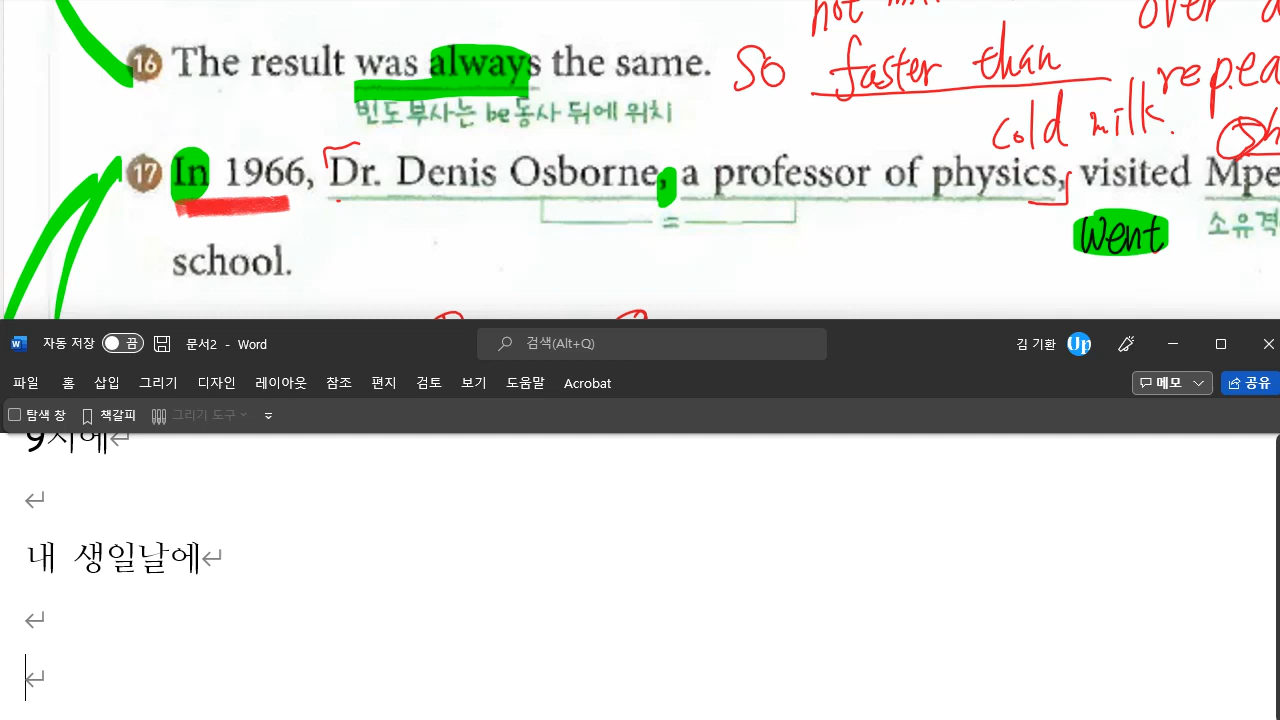 over
16 The result was always the same. So faster than repea
빈도부사는 be동사 뒤에 위치
cold milk.
17 In 1966, Dr. Denis Osborne, a professor of physics, visited Mpe
= went 소유격
school.
자동 저장 끔 문서2 - Word 검색(Alt+Q) 김 기환 Up
파일 홈 삽입 그리기 디자인 레이아웃 참조 편지 검토 보기 도움말 Acrobat 메모 공유
탐색 창 책갈피 그리기 도구
9시에
내 생일날에